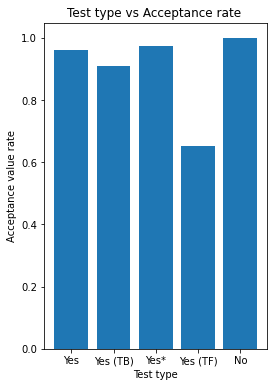 Test type vs Acceptance rate
Acceptance value rate
1.0
0.8
0.6
0.4
0.2
0.0
Yes Yes (TB) Yes* Yes (TF) No
Test type